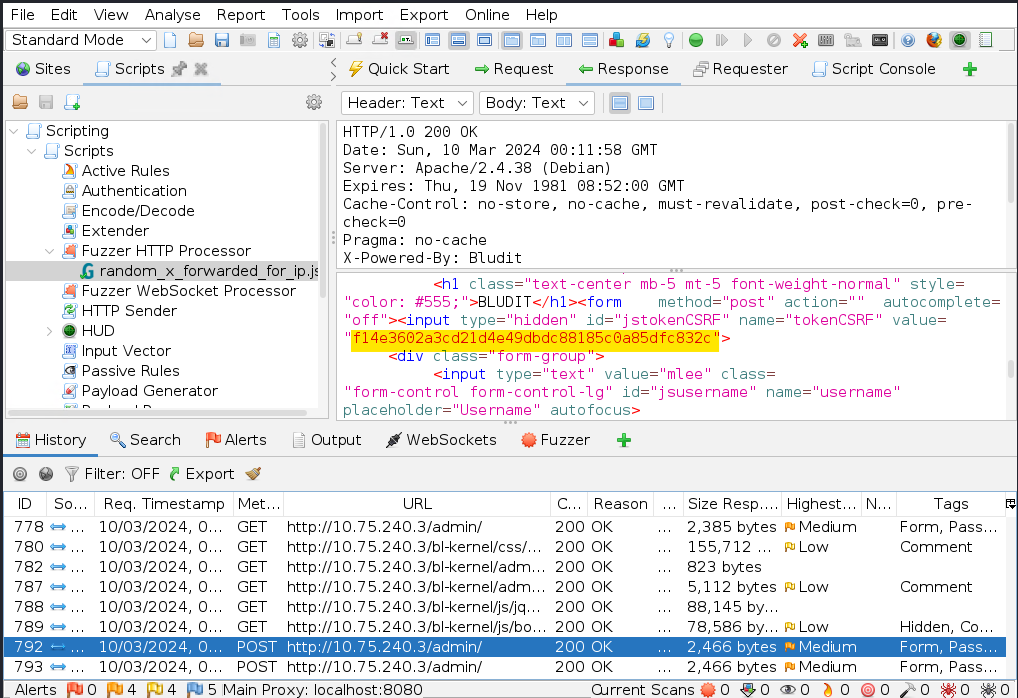 File Edit View Analyse Report Tools Import Export Online Help
Standard Mode
Sites Scripts Quick Start Request Response Requester Script Console
Header: Text Body: Text
Scripting
Scripts
Active Rules
Authentication
Encode/Decode
Extender
Fuzzer HTTP Processor
random_x_forwarded_for_ip.js
Fuzzer WebSocket Processor
HTTP Sender
HUD
Input Vector
Passive Rules
Payload Generator
HTTP/1.0 200 OK
Date: Sun, 10 Mar 2024 00:11:58 GMT
Server: Apache/2.4.38 (Debian)
Expires: Thu, 19 Nov 1981 08:52:00 GMT
Cache-Control: no-store, no-cache, must-revalidate, post-check=0, pre-
check=0
Pragma: no-cache
X-Powered-By: Bludit
<h1 class="text-center mb-5 mt-5 font-weight-normal" style=
"color: #555;">BLUDIT</h1><form method="post" action="" autocomplete=
"off"><input type="hidden" id="jstokenCSRF" name="tokenCSRF" value=
"f14e3602a3cd21d4e49dbdc88185c0a85dfc832c">
<div class="form-group">
<input type="text" value="mlee" class=
"form-control form-control-lg" id="jsusername" name="username"
placeholder="Username" autofocus>
History Search Alerts Output WebSockets Fuzzer
Filter: OFF Export
ID So... Req. Timestamp Met... URL C... Reason ... Size Resp.... Highest... N... Tags
778 ... 10/03/2024, 0... GET http://10.75.240.3/admin/ 200 OK ... 2,385 bytes Medium Form, Pass...
780 ... 10/03/2024, 0... GET http://10.75.240.3/bl-kernel/css/... 200 OK ... 155,712 ... Low Comment
782 ... 10/03/2024, 0... GET http://10.75.240.3/bl-kernel/adm... 200 OK ... 823 bytes
787 ... 10/03/2024, 0... GET http://10.75.240.3/bl-kernel/adm... 200 OK ... 5,112 bytes Low Comment
788 ... 10/03/2024, 0... GET http://10.75.240.3/bl-kernel/js/jq... 200 OK ... 88,145 by...
789 ... 10/03/2024, 0... GET http://10.75.240.3/bl-kernel/js/bo... 200 OK ... 78,586 by... Low Hidden, Co...
792 ... 10/03/2024, 0... POST http://10.75.240.3/admin/ 200 OK ... 2,466 bytes Medium Form, Pass...
793 ... 10/03/2024, 0... POST http://10.75.240.3/admin/ 200 OK ... 2,466 bytes Medium Form, Pass...
Alerts 0 4 4 5 Main Proxy: localhost:8080 Current Scans 0 0 0 0 0 0 0 0